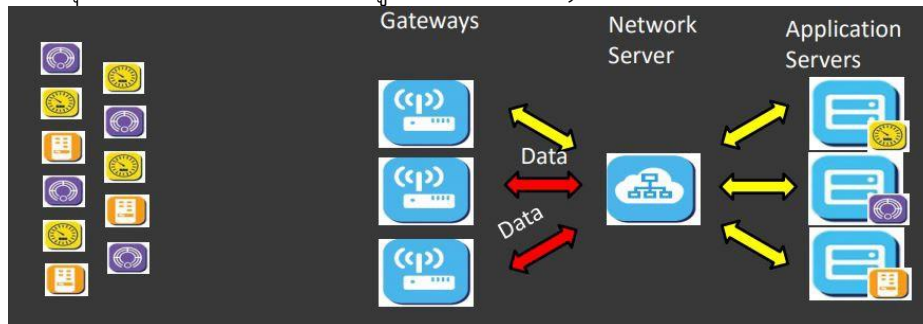 Gateways
Network
Server
Application
Servers
Data
Data